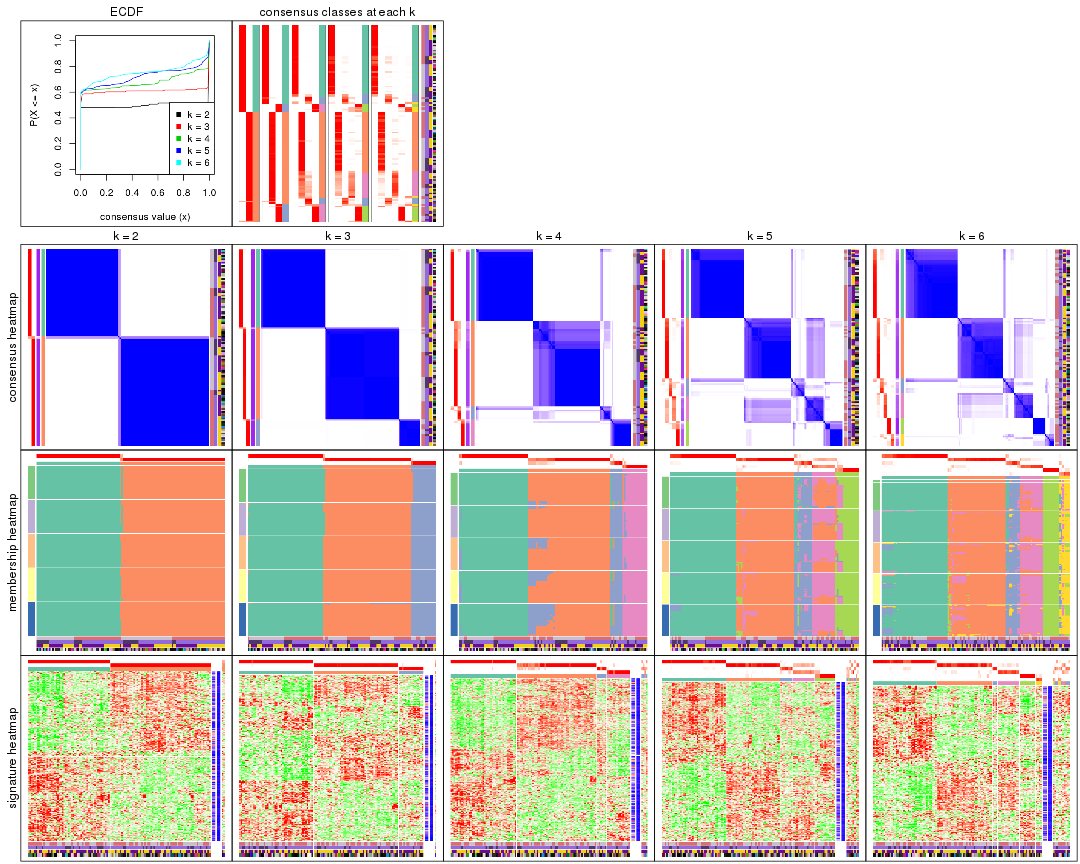 ECDF
consensus classes at each k
P(X <= x)
0.0
0.2
0.4
0.6
0.8
1.0
k = 2
k = 3
k = 4
k = 5
k = 6
0.0 0.2 0.4 0.6 0.8 1.0
consensus value (x)
k = 2
k = 3
k = 4
k = 5
k = 6
consensus heatmap
membership heatmap
signature heatmap